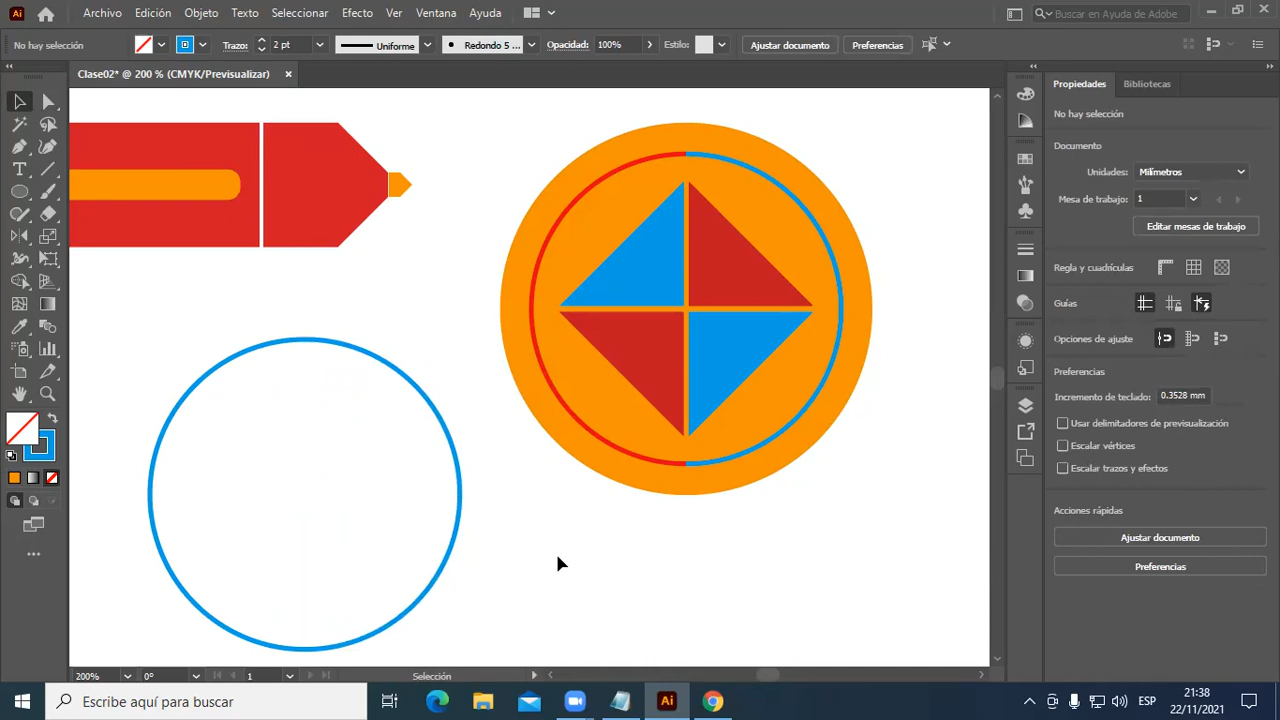 Ai
Archivo Edición Objeto Texto Seleccionar Efecto Ver Ventana Ayuda
Buscar en Ayuda de Adobe
No hay selección
Trazo: 2 pt
Uniforme
Redondo 5 ...
Opacidad: 100%
Estilo:
Ajustar documento
Preferencias
Clase02* @ 200 % (CMYK/Previsualizar)
Propiedades Bibliotecas
No hay selección
Documento
Unidades: Milímetros
Mesa de trabajo: 1
Editar mesas de trabajo
Regla y cuadrículas
Guías
Opciones de ajuste
Preferencias
Incremento de teclado: 0.3528 mm
Usar delimitadores de previsualización
Escalar vértices
Escalar trazos y efectos
Acciones rápidas
Ajustar documento
Preferencias
200% 0° 1 Selección
Escribe aquí para buscar
Ai
ESP
21:38
22/11/2021